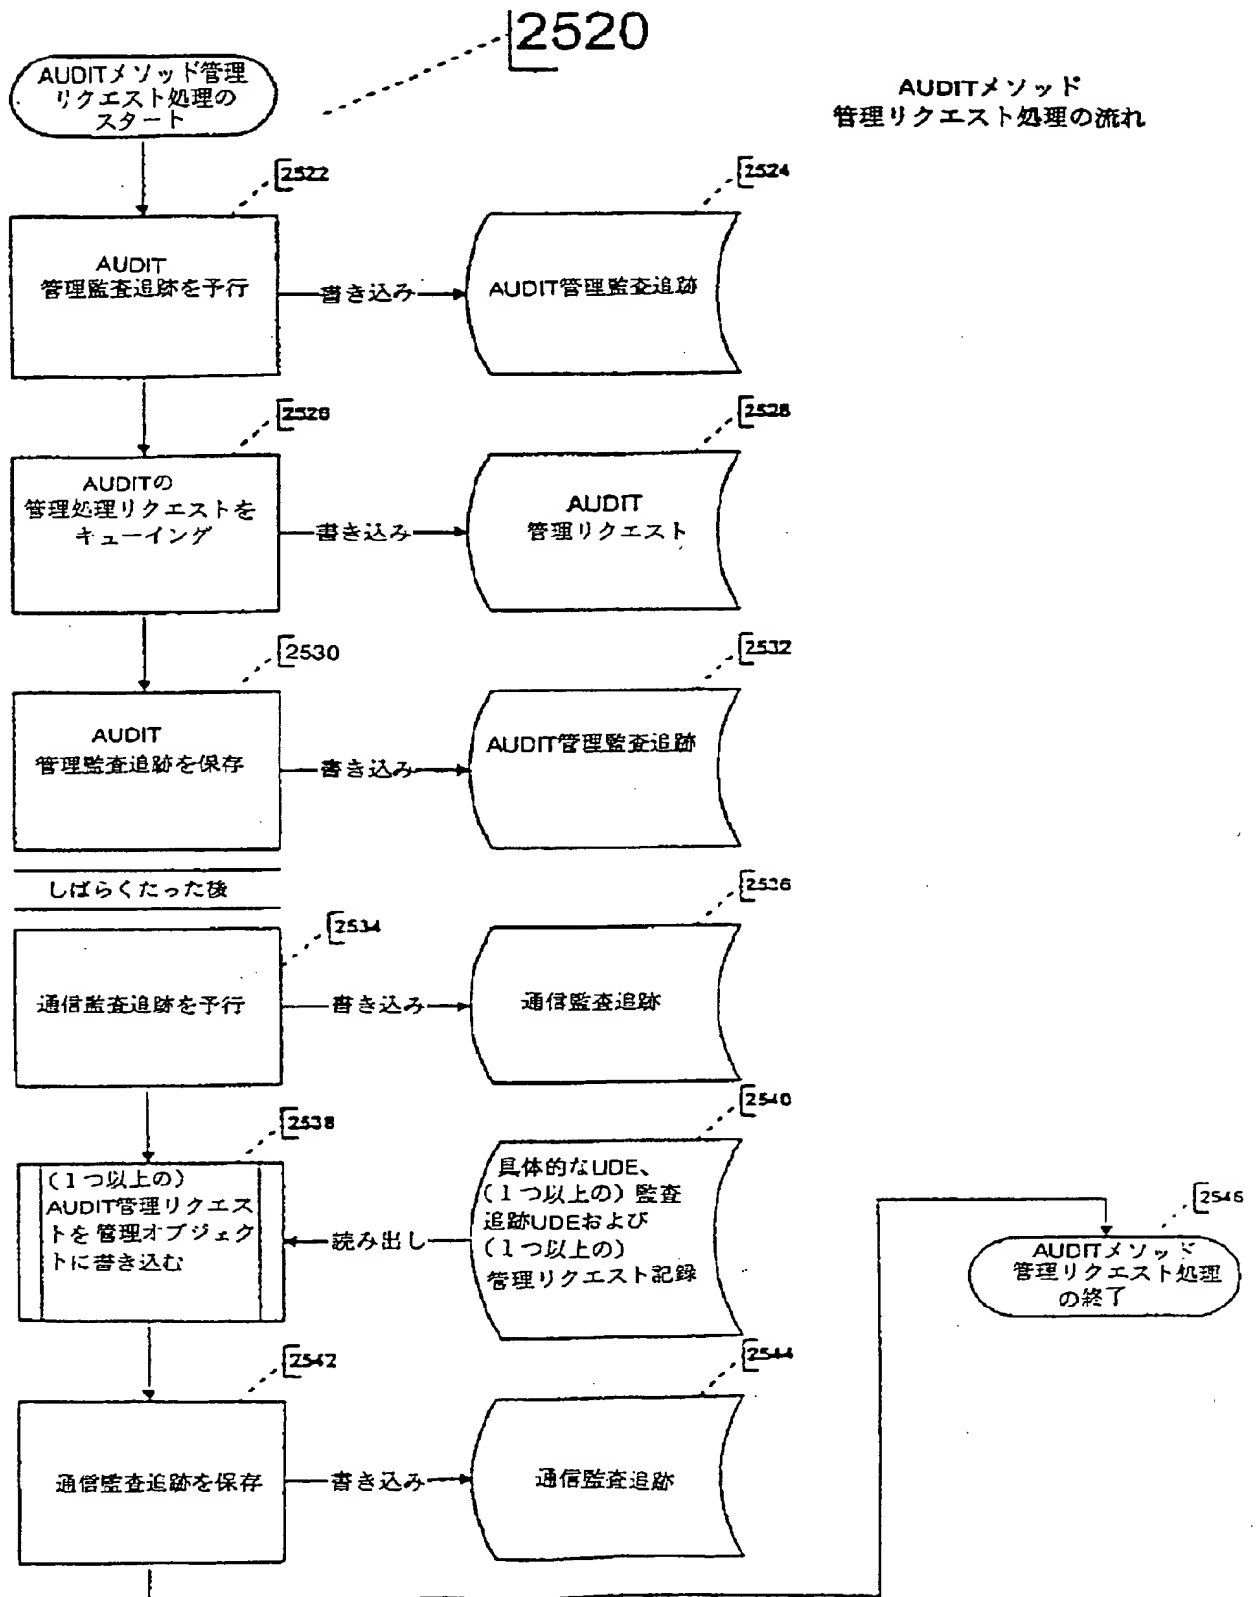 2520
AUDITメソッド管理
リクエスト処理の
スタート
AUDITメソッド
管理リクエスト処理の流れ
2522
2524
AUDIT
管理監査追跡を予行
書き込み
AUDIT管理監査追跡
2526
2528
AUDITの
管理処理リクエストを
キューイング
書き込み
AUDIT
管理リクエスト
2530
2532
AUDIT
管理監査追跡を保存
書き込み
AUDIT管理監査追跡
しばらくたった後
2534
2536
通信監査追跡を予行
書き込み
通信監査追跡
2538
2540
(1つ以上の)
AUDIT管理リクエス
トを管理オブジェク
トに書き込む
読み出し
具体的なUDE、
(1つ以上の)監査
追跡UDEおよび
(1つ以上の)
管理リクエスト記録
2546
AUDITメソッド
管理リクエスト処理
の終了
2542
2544
通信監査追跡を保存
書き込み
通信監査追跡